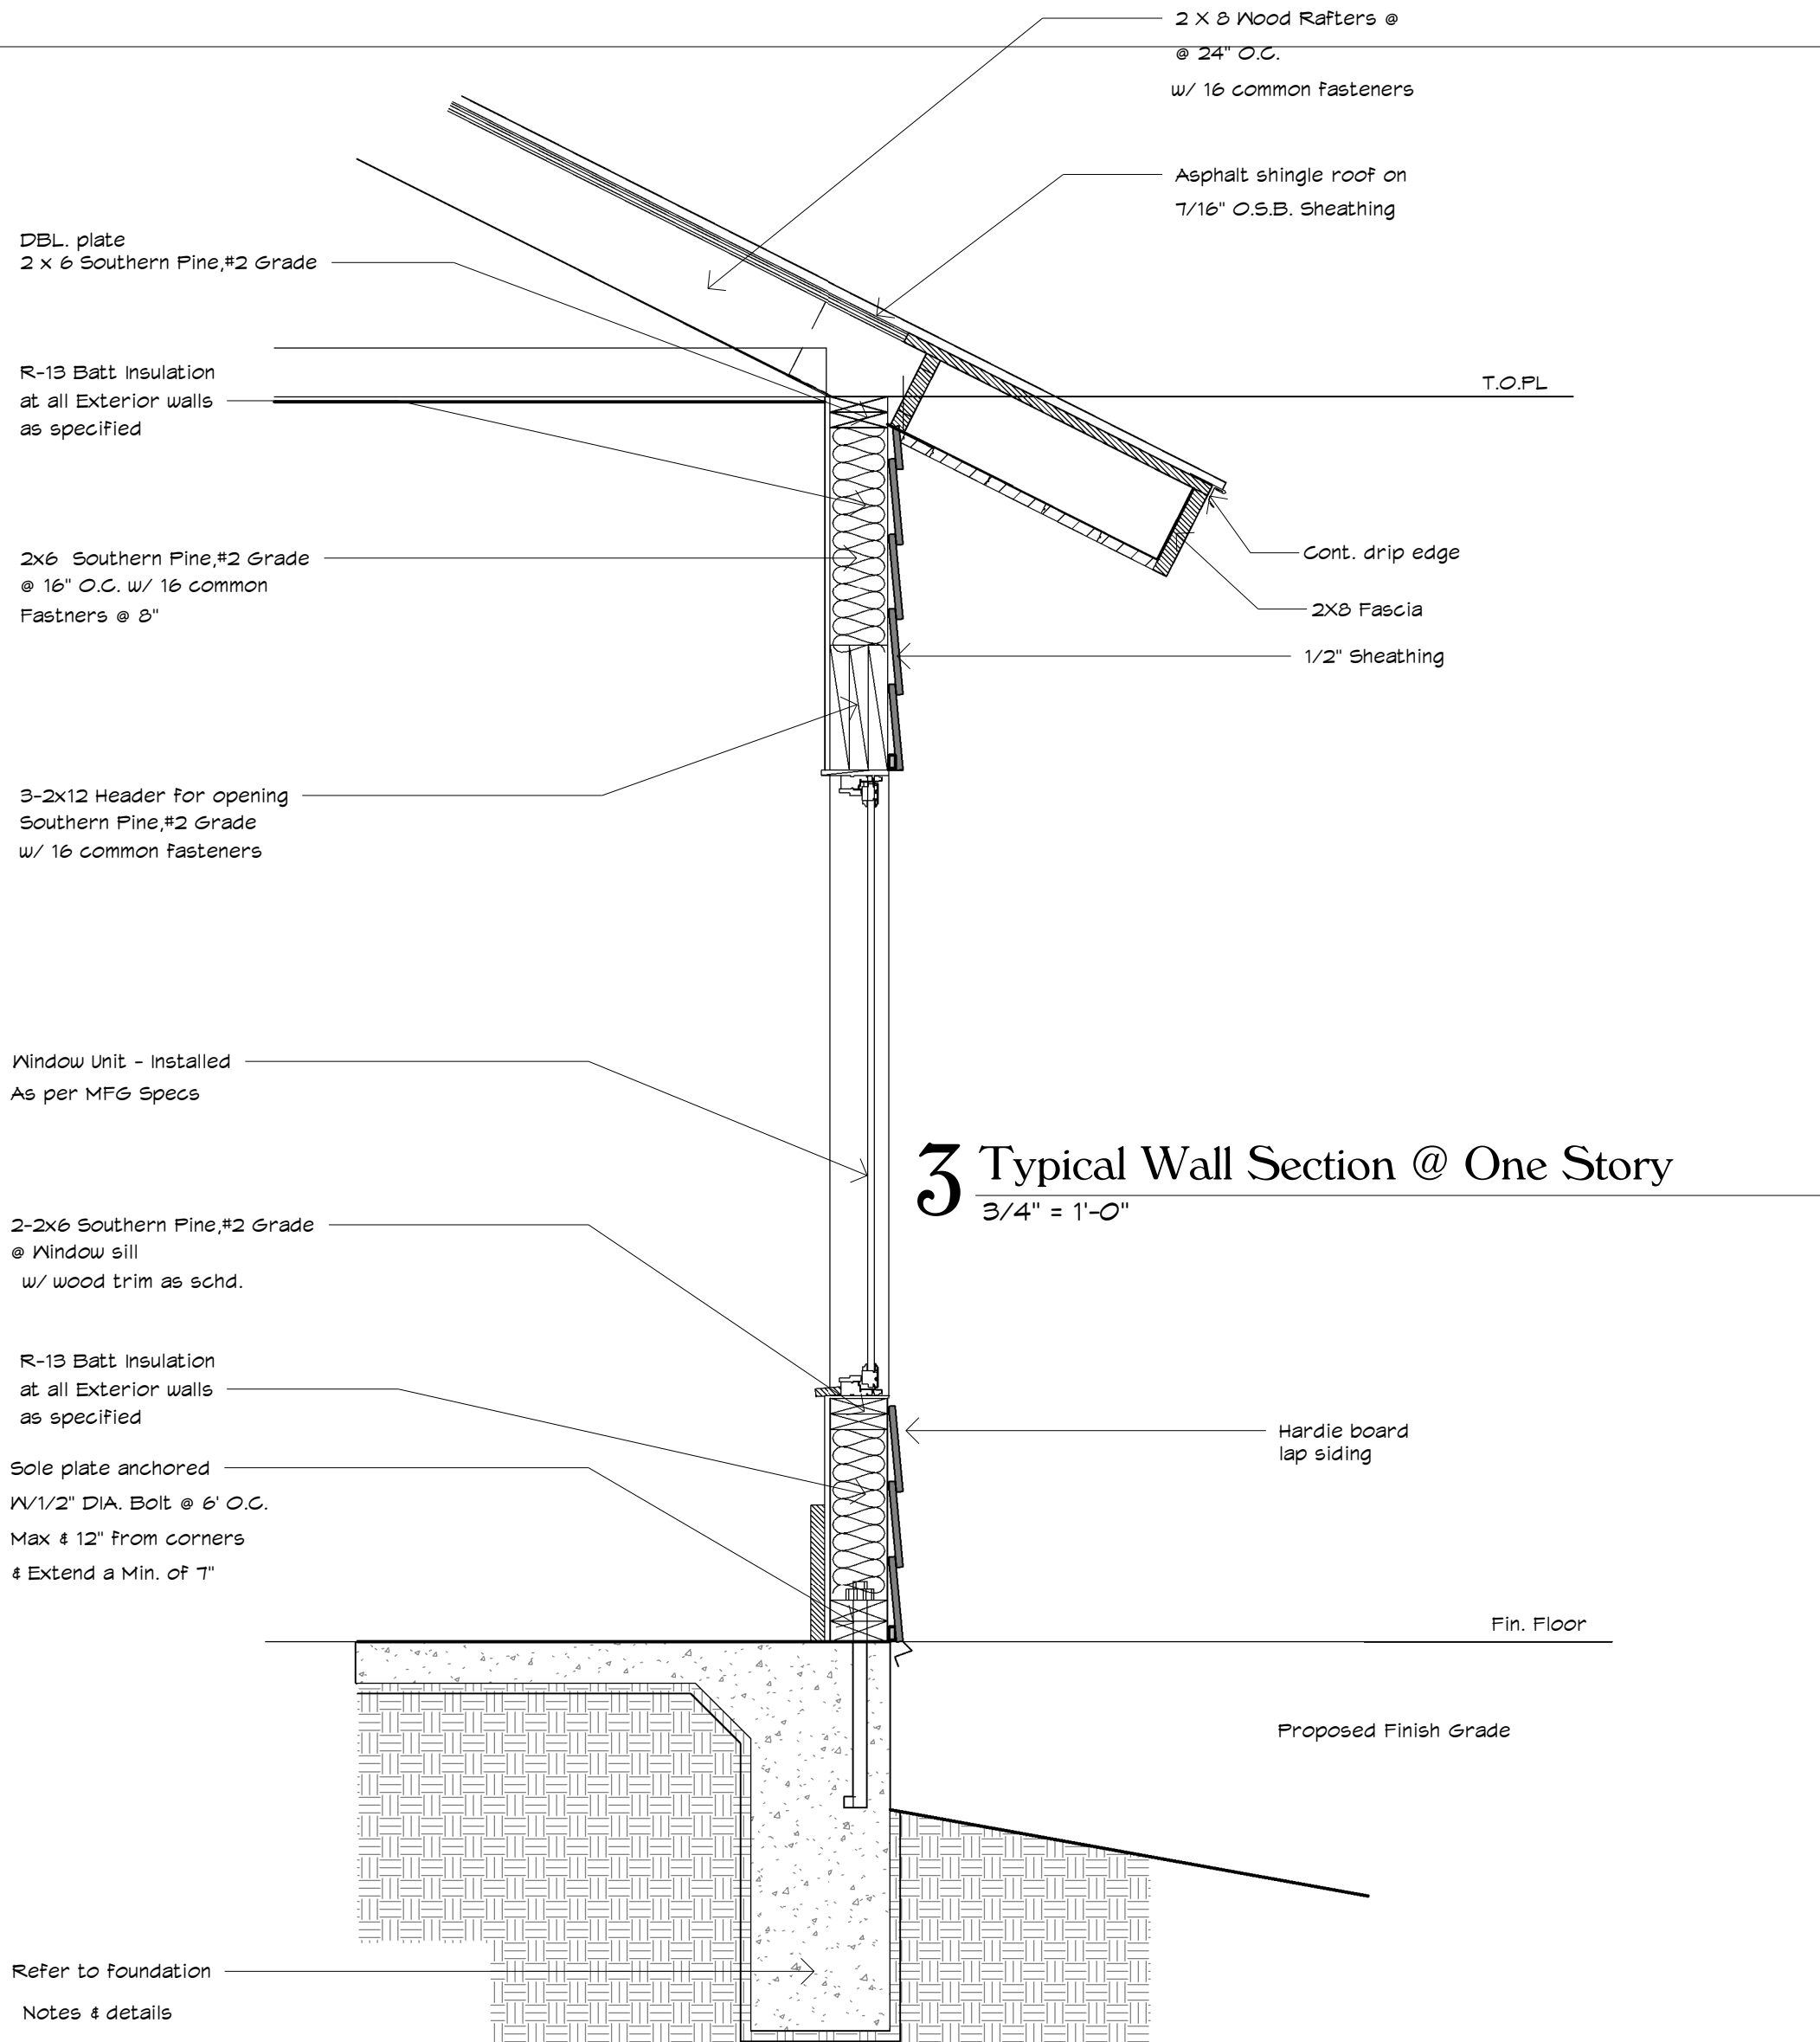 2 X 8 Wood Rafters @
@ 24" O.C.
w/ 16 common fasteners
Asphalt shingle roof on
7/16" O.S.B. Sheathing
DBL. plate
2 x 6 Southern Pine,#2 Grade
R-13 Batt Insulation
at all Exterior walls
as specified
T.O.PL
2x6 Southern Pine,#2 Grade
@ 16" O.C. w/ 16 common
Fastners @ 8"
Cont. drip edge
2X8 Fascia
1/2" Sheathing
3-2x12 Header for opening
Southern Pine,#2 Grade
w/ 16 common fasteners
Window Unit - Installed
As per MFG Specs
3 Typical Wall Section @ One Story
3/4" = 1'-0"
2-2x6 Southern Pine,#2 Grade
@ Window sill
w/ wood trim as schd.
R-13 Batt Insulation
at all Exterior walls
as specified
Hardie board
lap siding
Sole plate anchored
W/1/2" DIA. Bolt @ 6' O.C.
Max & 12" from corners
& Extend a Min. of 7"
Fin. Floor
Proposed Finish Grade
Refer to foundation
Notes & details